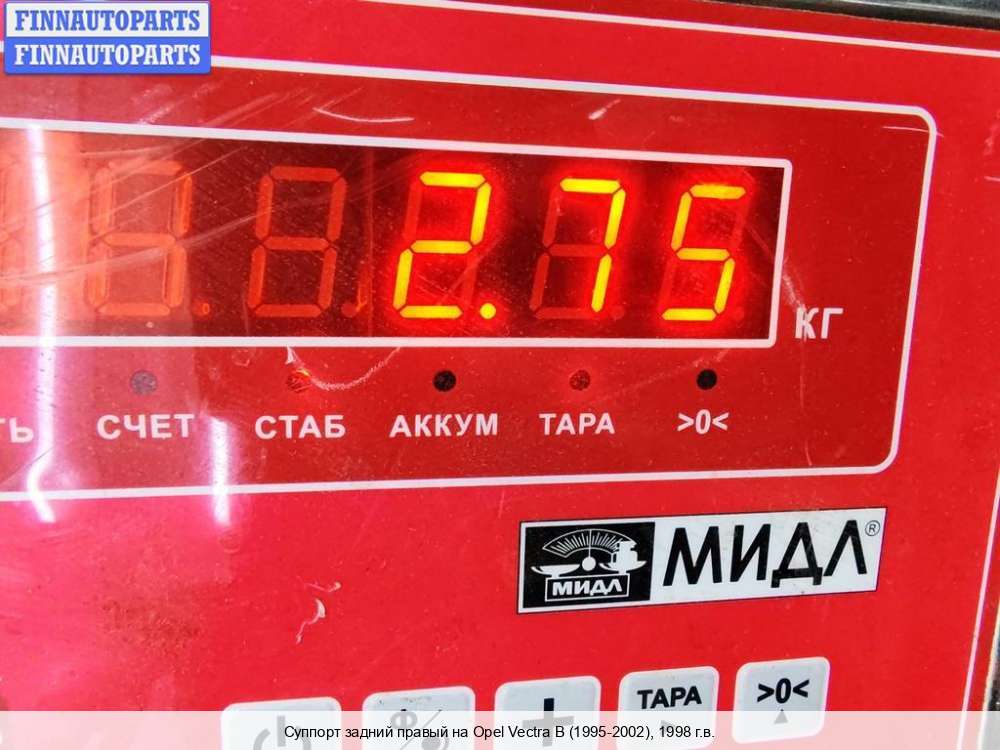 FINNAUTOPARTS
FINNAUTOPARTS
2.75
КГ
ТЬ СЧЕТ СТАБ АККУМ ТАРА >0<
МИДЛ МИДЛ®
+ ТАРА >0<
Суппорт задний правый на Opel Vectra B (1995-2002), 1998 г.в.